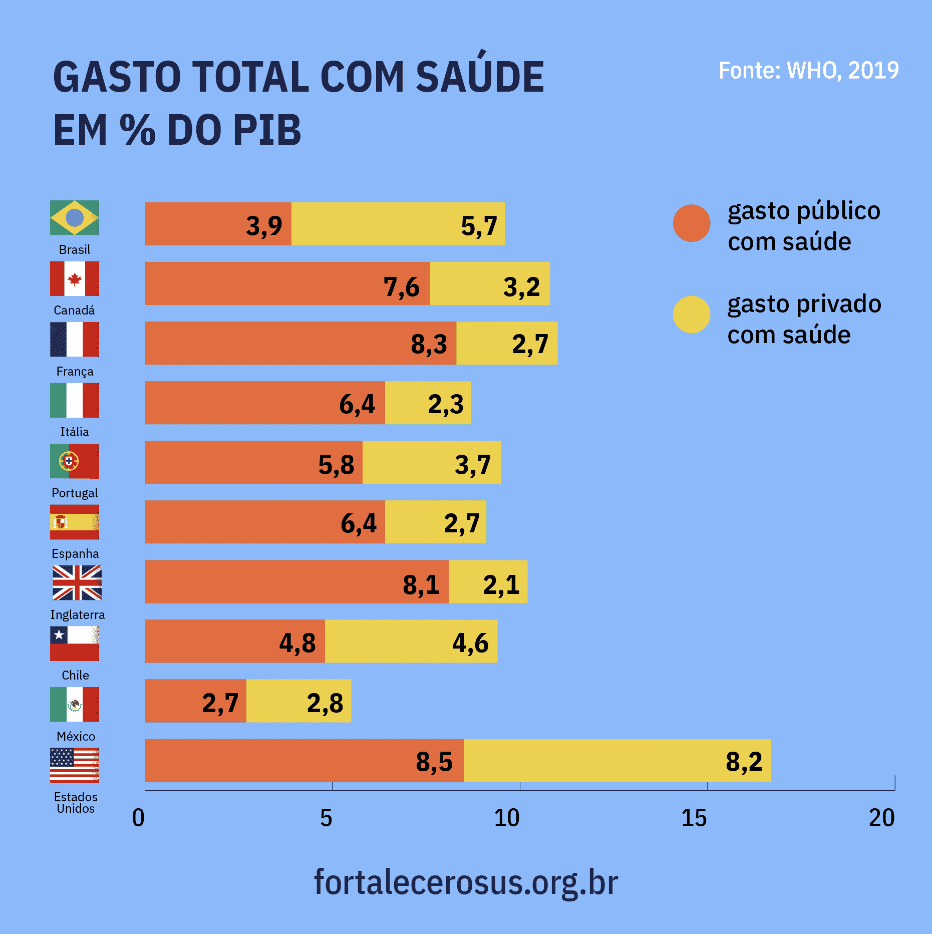 GASTO TOTAL COM SAÚDE
EM % DO PIB
Fonte: WHO, 2019
gasto público
com saúde
gasto privado
com saúde
Brasil
3,9
5,7
Canadá
7,6
3,2
França
8,3
2,7
Itália
6,4
2,3
Portugal
5,8
3,7
Espanha
6,4
2,7
Inglaterra
8,1
2,1
Chile
4,8
4,6
México
2,7
2,8
Estados
Unidos
8,5
8,2
0
5
10
15
20
fortalecerosus.org.br